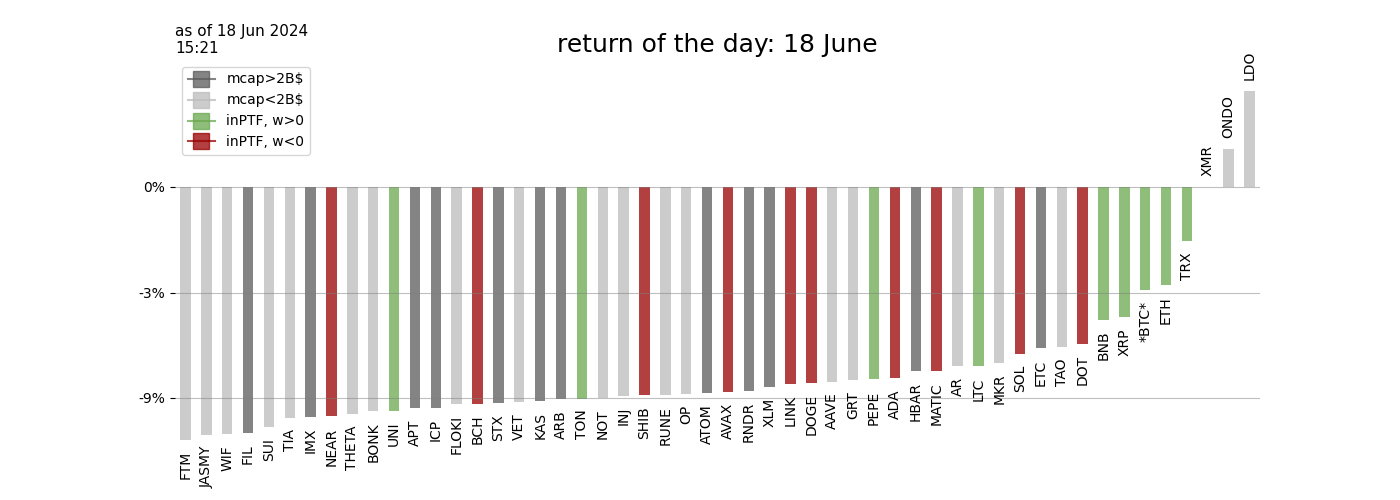 as of 18 Jun 2024
15:21
return of the day: 18 June
mcap>2B$
mcap<2B$
inPTF, w>0
inPTF, w<0
0%
-3%
-9%
FTM
JASMY
WIF
FIL
SUI
TIA
IMX
NEAR
THETA
BONK
UNI
APT
ICP
FLOKI
BCH
STX
VET
KAS
ARB
TON
NOT
INJ
SHIB
RUNE
OP
ATOM
AVAX
RNDR
XLM
LINK
DOGE
AAVE
GRT
PEPE
ADA
HBAR
MATIC
AR
LTC
MKR
SOL
ETC
TAO
DOT
BNB
XRP
*BTC*
ETH
TRX
XMR
ONDO
LDO